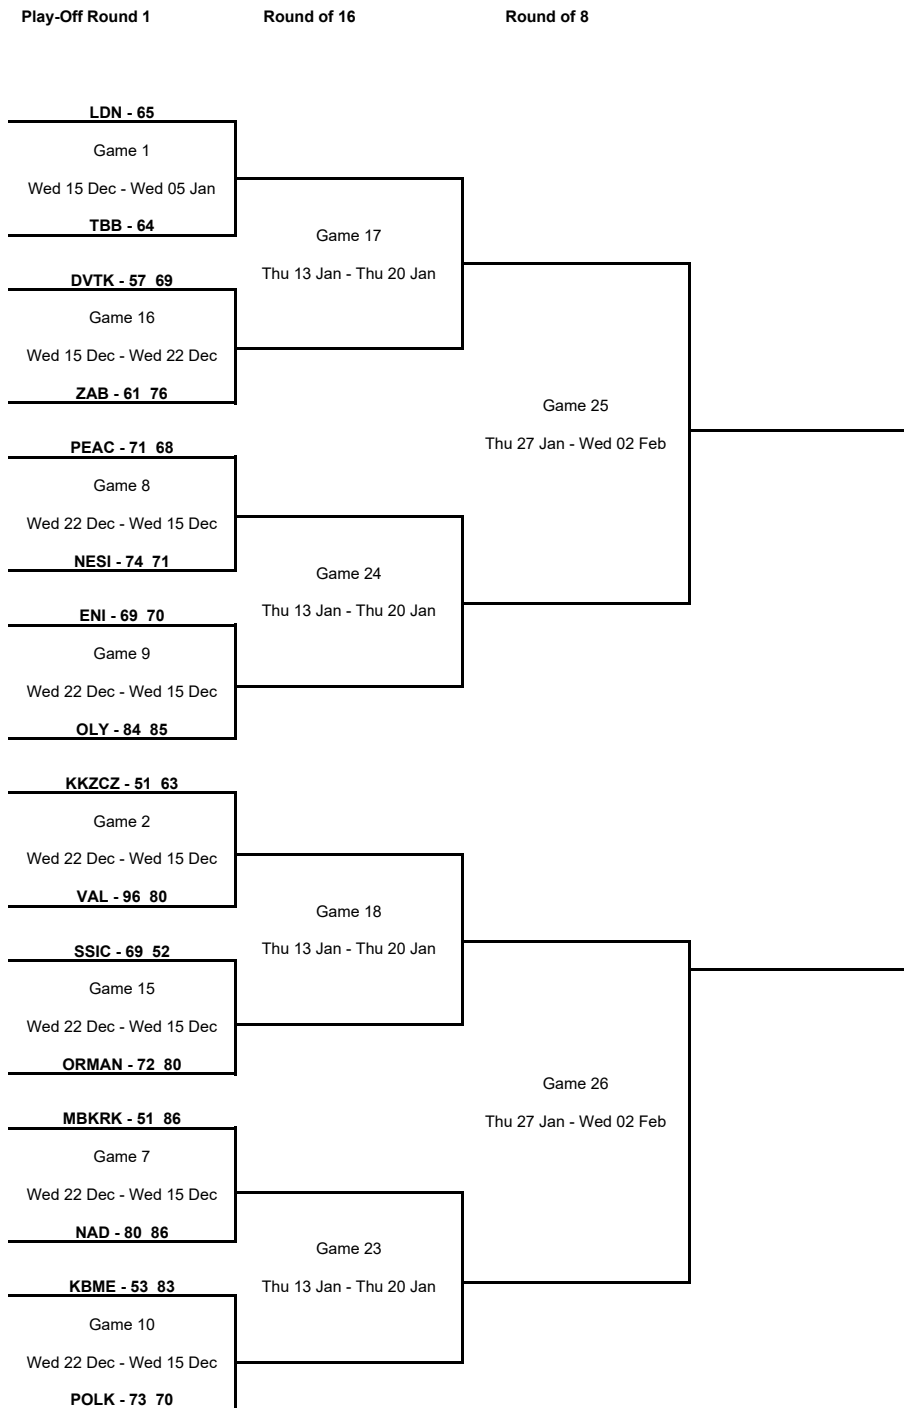 Play-Off Round 1
Round of 16
Round of 8
LDN - 65
Game 1
Wed 15 Dec - Wed 05 Jan
TBB - 64
Game 17
Thu 13 Jan - Thu 20 Jan
DVTK - 57  69
Game 16
Wed 15 Dec - Wed 22 Dec
ZAB - 61  76
Game 25
Thu 27 Jan - Wed 02 Feb
PEAC - 71  68
Game 8
Wed 22 Dec - Wed 15 Dec
NESI - 74  71
Game 24
Thu 13 Jan - Thu 20 Jan
ENI - 69  70
Game 9
Wed 22 Dec - Wed 15 Dec
OLY - 84  85
KKZCZ - 51  63
Game 2
Wed 22 Dec - Wed 15 Dec
VAL - 96  80
Game 18
Thu 13 Jan - Thu 20 Jan
SSIC - 69  52
Game 15
Wed 22 Dec - Wed 15 Dec
ORMAN - 72  80
Game 26
Thu 27 Jan - Wed 02 Feb
MBKRK - 51  86
Game 7
Wed 22 Dec - Wed 15 Dec
NAD - 80  86
Game 23
Thu 13 Jan - Thu 20 Jan
KBME - 53  83
Game 10
Wed 22 Dec - Wed 15 Dec
POLK - 73  70